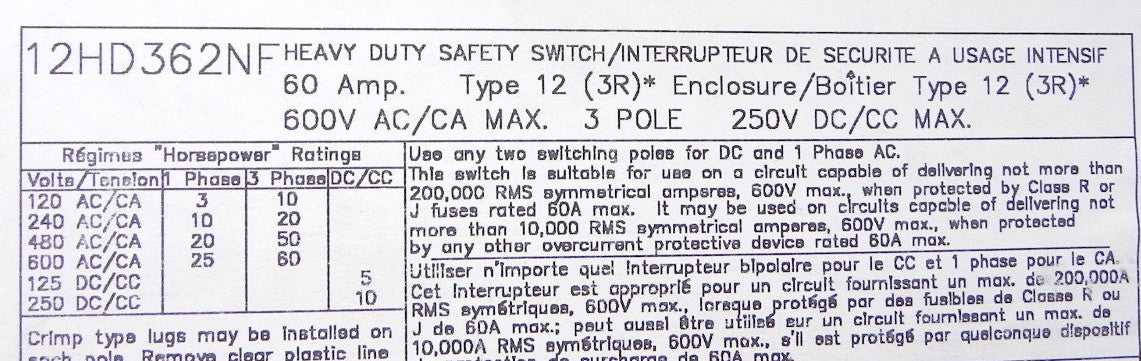 12HD362NF HEAVY DUTY SAFETY SWITCH/INTERRUPTEUR DE SECURITE A USAGE INTENSIF
60 Amp. Type 12 (3R)* Enclosure/Boîtier Type 12 (3R)*
600V AC/CA MAX. 3 POLE 250V DC/CC MAX.
Régimes "Horsepower" Ratings
Volts/Tension 1 Phase 3 Phase DC/CC
120 AC/CA 3 10
240 AC/CA 10 20
480 AC/CA 20 50
600 AC/CA 25 60
125 DC/CC 5
250 DC/CC 10
Crimp type lugs may be installed on
each pole. Remove clear plastic line
Use any two switching poles for DC and 1 Phase AC.
This switch is suitable for use on a circuit capable of delivering not more than
200,000 RMS symmetrical amperes, 600V max., when protected by Class R or
J fuses rated 60A max. It may be used on circuits capable of delivering not
more than 10,000 RMS symmetrical amperes, 600V max., when protected
by any other overcurrent protective device rated 60A max.
Utiliser n'importe quel interrupteur bipolaire pour le CC et 1 phase pour le CA.
Cet interrupteur est approprié pour un circuit fournissant un max. de 200,000A
RMS symétriques, 600V max., lorsque protégé par des fusibles de Classe R ou
J de 60A max.; peut aussi être utilisé sur un circuit fournissant un max. de
10,000A RMS symétriques, 600V max., s'il est protégé par quelconque dispositif
de protection de surcharge de 60A max.